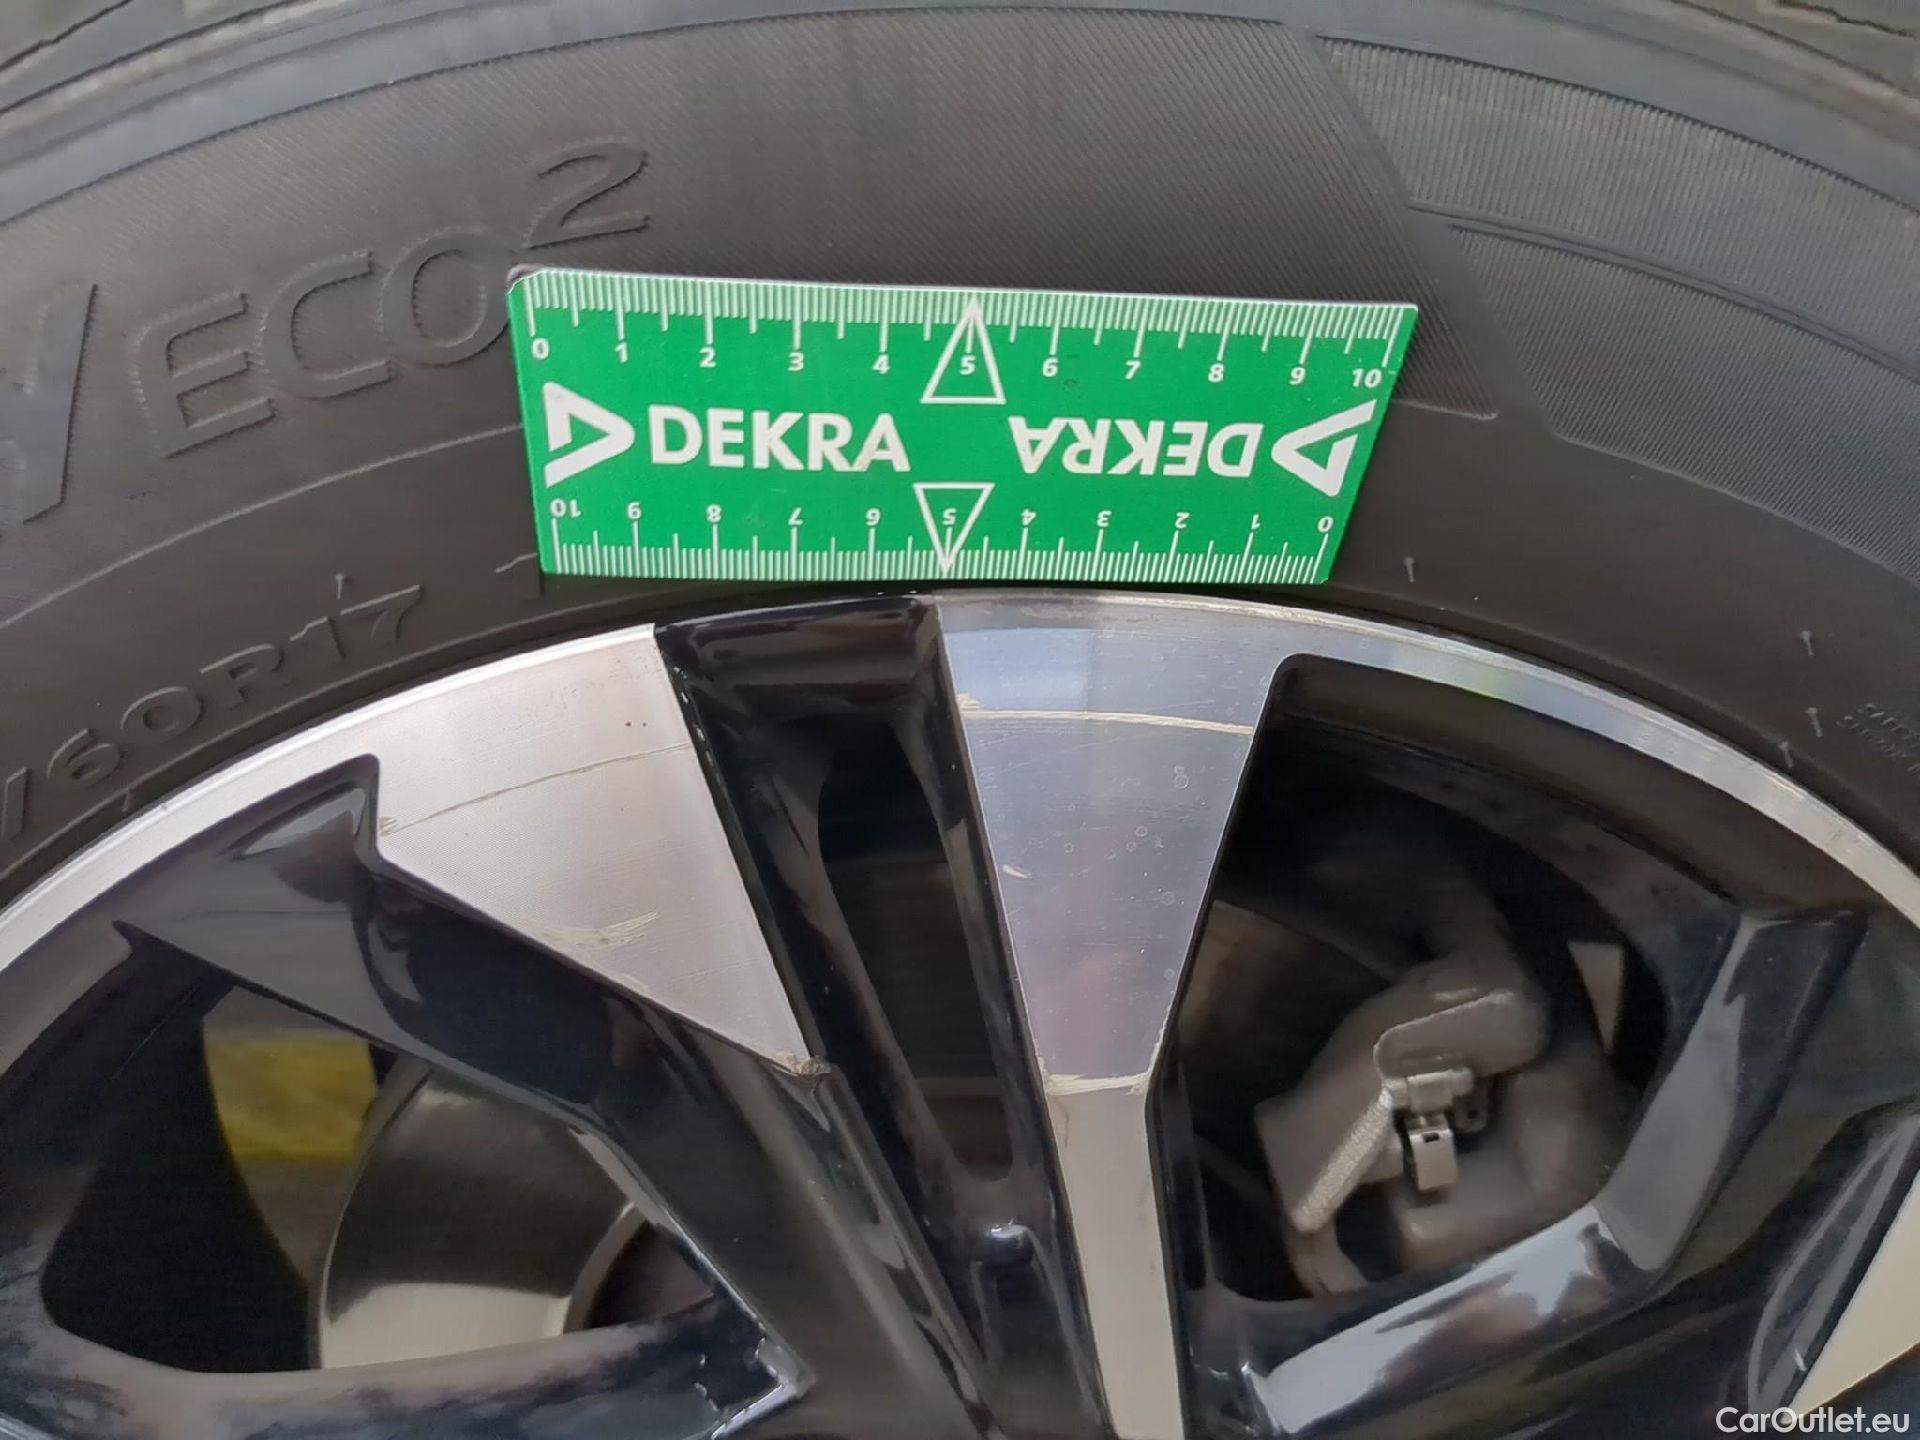 ECO2
0 1 2 3 4 5 6 7 8 9 10
DEKRA DEKRA
10 9 8 7 6 5 4 3 2 1 0
/60R17
CarOutlet.eu